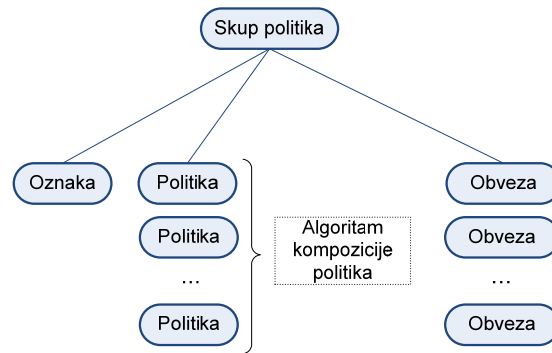 Skup politika
Oznaka
Politika
Politika
...
Politika
Algoritam
kompozicije
politika
Obveza
Obveza
...
Obveza